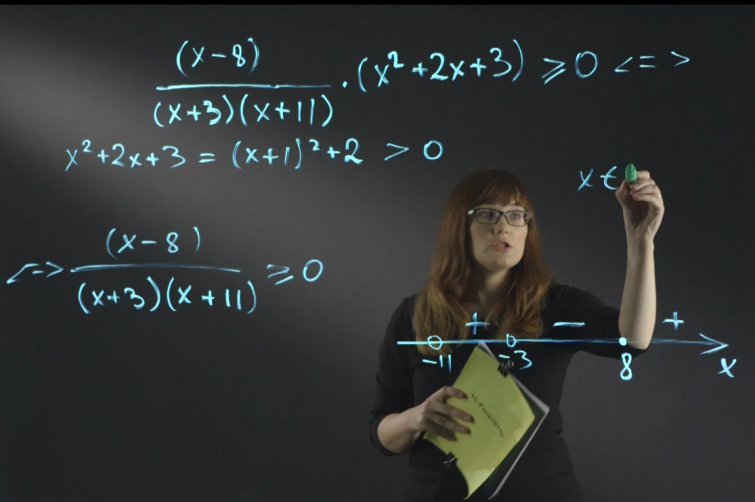 (x-8)
(x+3)(x+11) · (x²+2x+3) ≥ 0 <=>
x²+2x+3 = (x+1)²+2 > 0
x ∈
(x-8)
<=> (x+3)(x+11) ≥ 0
+ − +
-11 -3 8 x